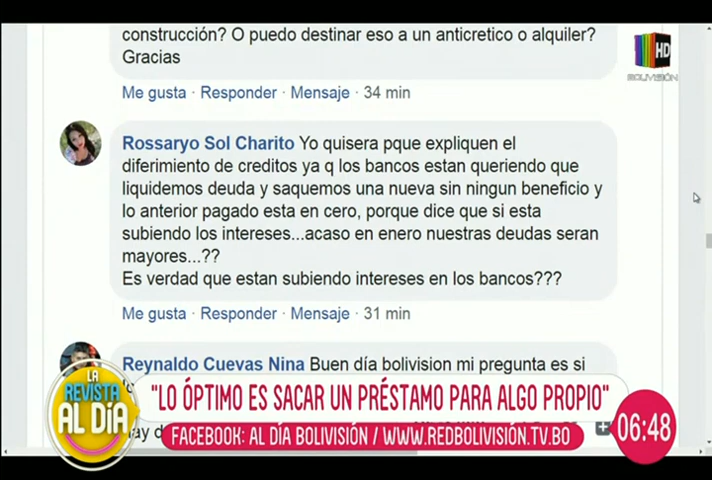 construcción? O puedo destinar eso a un anticretico o alquiler?
Gracias
Me gusta · Responder · Mensaje · 34 min
HD
BOLIVISIÓN
Rossaryo Sol Charito Yo quisera pque expliquen el
diferimiento de creditos ya q los bancos estan queriendo que
liquidemos deuda y saquemos una nueva sin ningun beneficio y
lo anterior pagado esta en cero, porque dice que si esta
subiendo los intereses...acaso en enero nuestras deudas seran
mayores...??
Es verdad que estan subiendo intereses en los bancos???
Me gusta · Responder · Mensaje · 31 min
Reynaldo Cuevas Nina Buen día bolivision mi pregunta es si
LA
REVISTA
AL DÍA
"LO ÓPTIMO ES SACAR UN PRÉSTAMO PARA ALGO PROPIO"
FACEBOOK: AL DÍA BOLIVISIÓN / WWW.REDBOLIVISIÓN.TV.BO
06:48